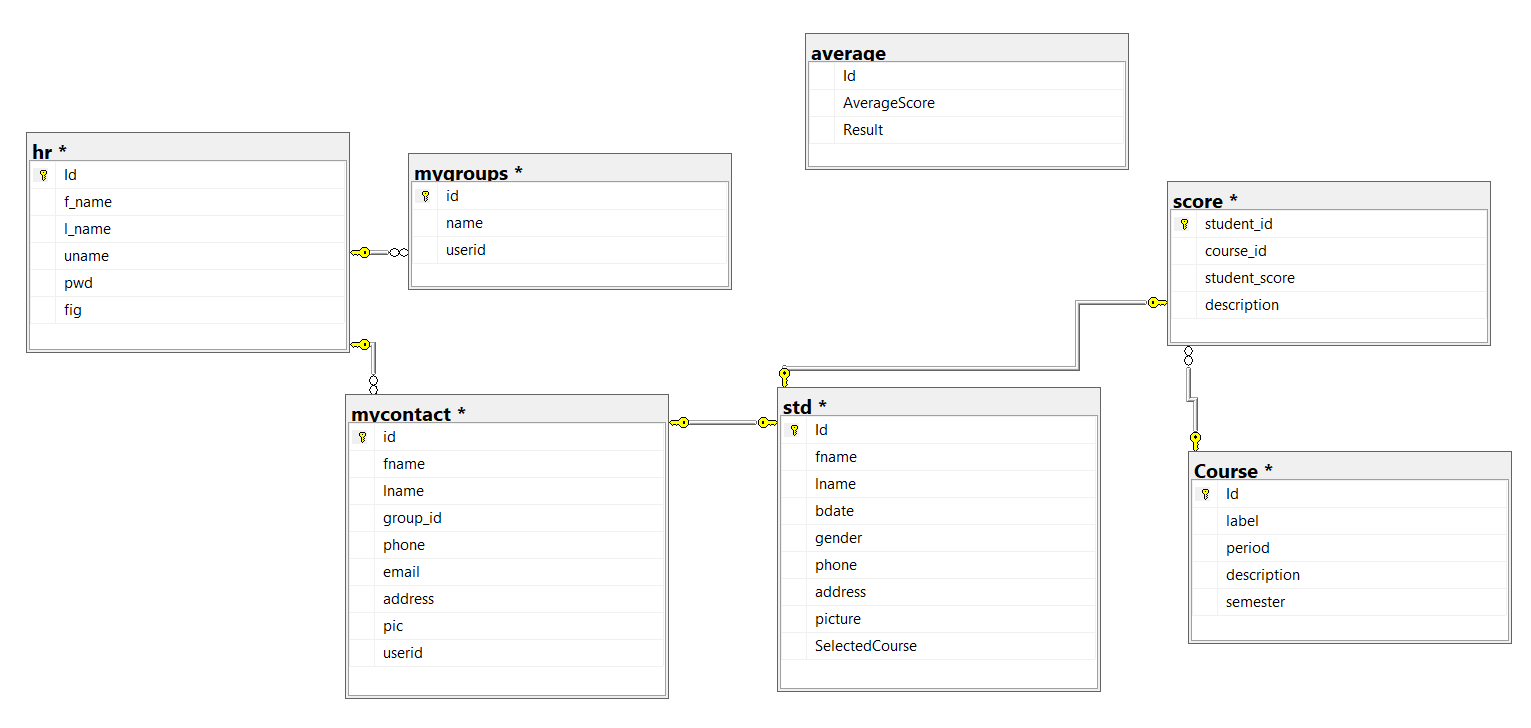 average
Id
AverageScore
Result
hr *
Id
f_name
l_name
uname
pwd
fig
mygroups *
id
name
userid
score *
student_id
course_id
student_score
description
mycontact *
id
fname
lname
group_id
phone
email
address
pic
userid
std *
Id
fname
lname
bdate
gender
phone
address
picture
SelectedCourse
Course *
Id
label
period
description
semester